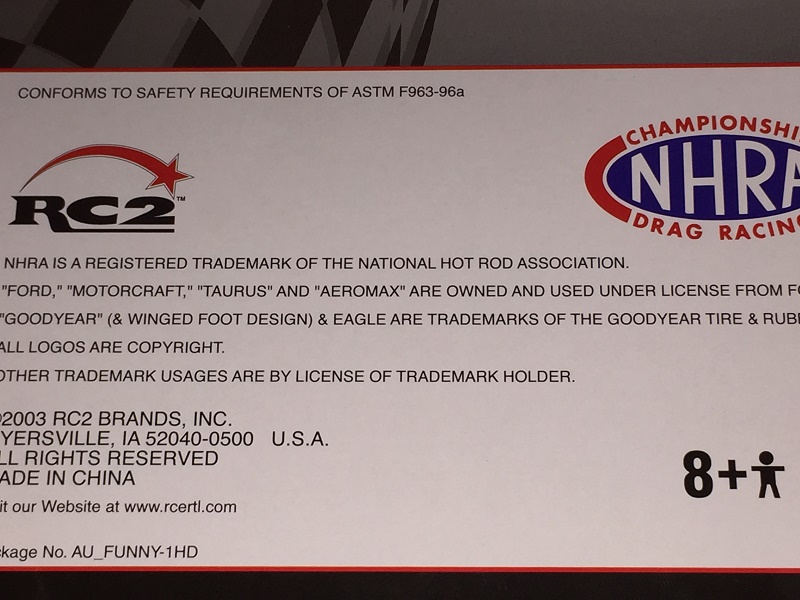 CONFORMS TO SAFETY REQUIREMENTS OF ASTM F963-96a
RC2™
CHAMPIONSHI
NHRA
DRAG RACING
NHRA IS A REGISTERED TRADEMARK OF THE NATIONAL HOT ROD ASSOCIATION.
"FORD," "MOTORCRAFT," "TAURUS" AND "AEROMAX" ARE OWNED AND USED UNDER LICENSE FROM FO
"GOODYEAR" (& WINGED FOOT DESIGN) & EAGLE ARE TRADEMARKS OF THE GOODYEAR TIRE & RUBB
ALL LOGOS ARE COPYRIGHT.
OTHER TRADEMARK USAGES ARE BY LICENSE OF TRADEMARK HOLDER.
©2003 RC2 BRANDS, INC.
YERSVILLE, IA 52040-0500 U.S.A.
LL RIGHTS RESERVED
ADE IN CHINA
it our Website at www.rcertl.com
8+
ckage No. AU_FUNNY-1HD